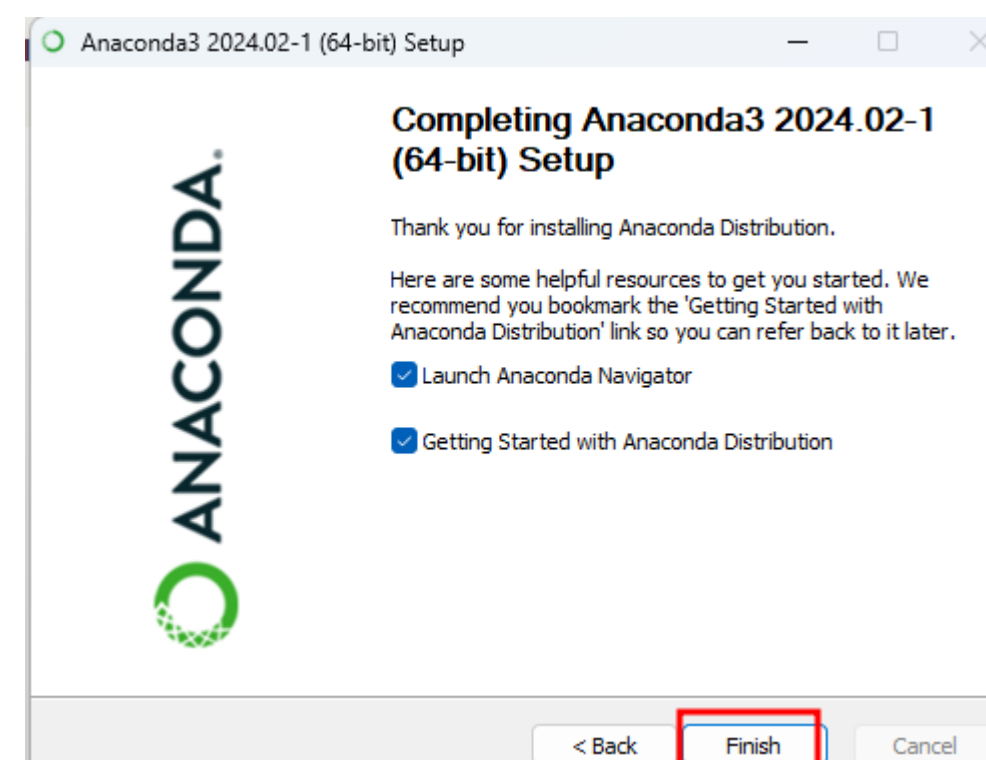 Anaconda3 2024.02-1 (64-bit) Setup
Completing Anaconda3 2024.02-1
(64-bit) Setup
ANACONDA.
Thank you for installing Anaconda Distribution.
Here are some helpful resources to get you started. We
recommend you bookmark the 'Getting Started with
Anaconda Distribution' link so you can refer back to it later.
Launch Anaconda Navigator
Getting Started with Anaconda Distribution
< Back Finish Cancel